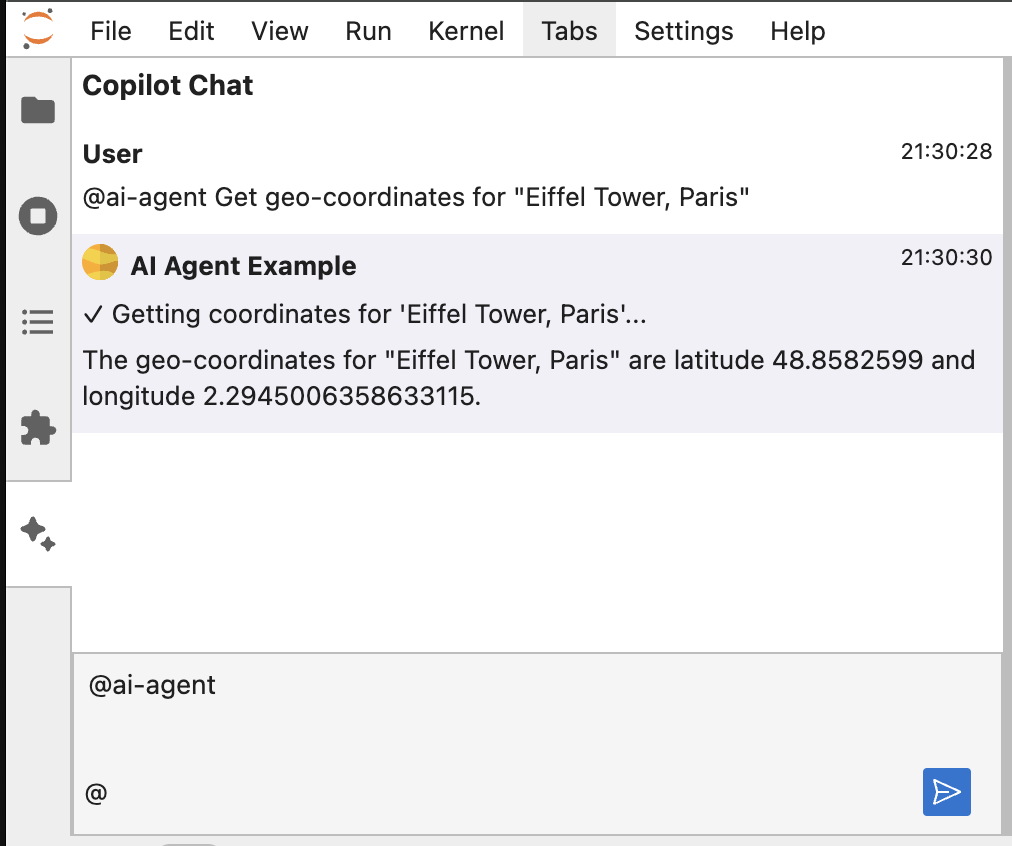 File Edit View Run Kernel Tabs Settings Help
Copilot Chat
User 21:30:28
@ai-agent Get geo-coordinates for "Eiffel Tower, Paris"
AI Agent Example 21:30:30
✓ Getting coordinates for 'Eiffel Tower, Paris'...
The geo-coordinates for "Eiffel Tower, Paris" are latitude 48.8582599 and
longitude 2.2945006358633115.
@ai-agent
@